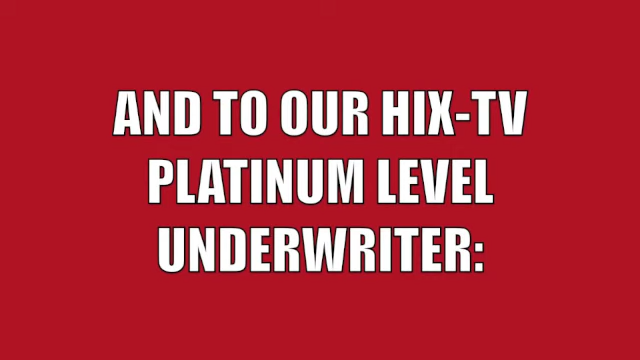 AND TO OUR HIX-TV
PLATINUM LEVEL
UNDERWRITER: